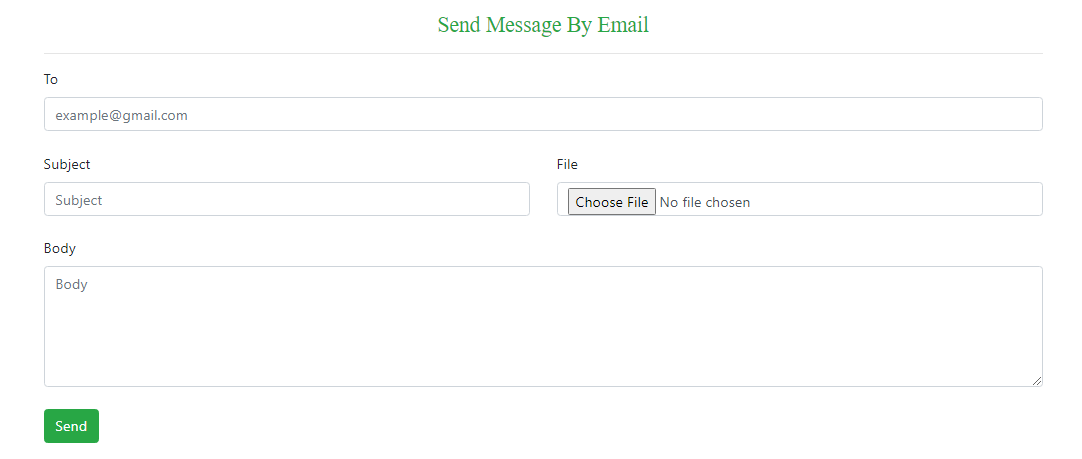 Send Message By Email
To
example@gmail.com
Subject
File
Subject
Choose File No file chosen
Body
Body
Send